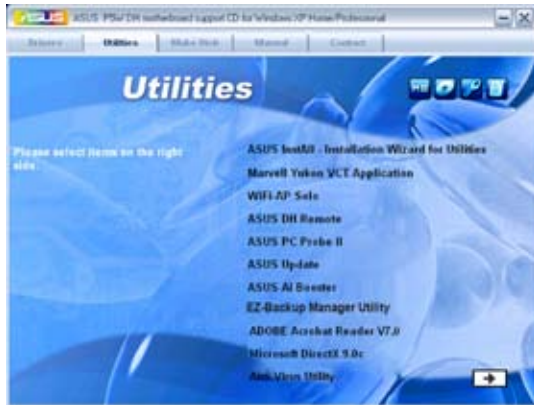 ASUS P5W DH motherboard support CD for Windows XP Home/Professional
Drivers Utilities Make Disk Manual Contact
Utilities
Please select items on the right
side.
ASUS InstAll - Installation Wizard for Utilities
Marvell Yukon VCT Application
WiFi-AP Solo
ASUS DH Remote
ASUS PC Probe II
ASUS Update
ASUS AI Booster
EZ-Backup Manager Utility
ADOBE Acrobat Reader V7.0
Microsoft DirectX 9.0c
Anti-Virus Utility